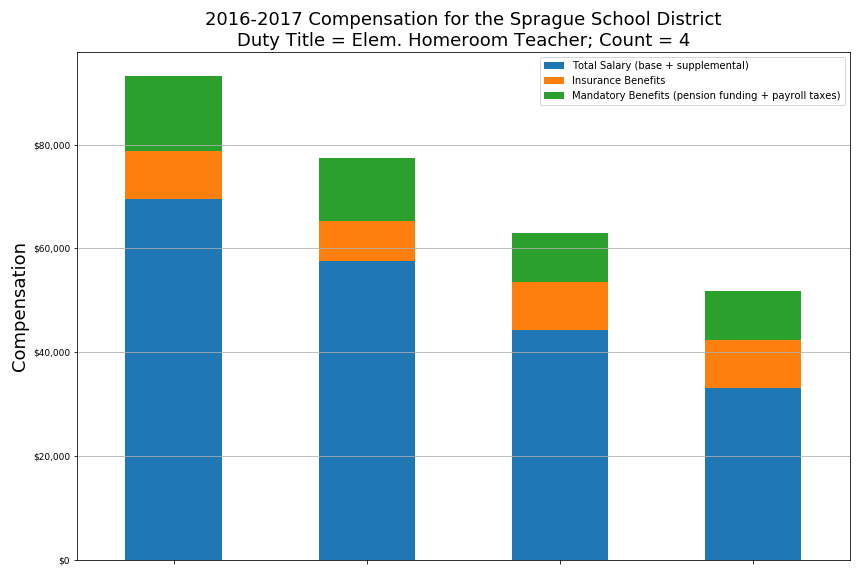 2016-2017 Compensation for the Sprague School District
Duty Title = Elem. Homeroom Teacher; Count = 4
Total Salary (base + supplemental)
Insurance Benefits
Mandatory Benefits (pension funding + payroll taxes)
$80,000
$60,000
$40,000
$20,000
$0
Compensation